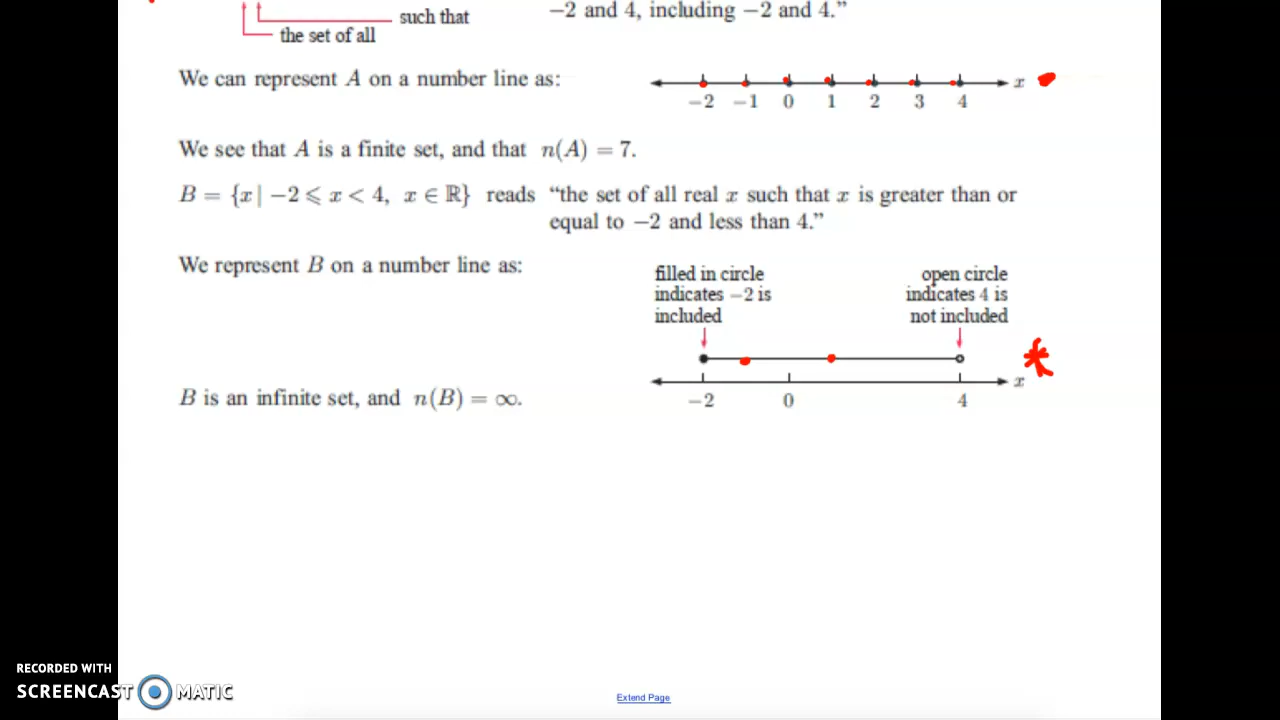 such that
−2 and 4, including −2 and 4.”
the set of all
We can represent A on a number line as:
−2 −1 0 1 2 3 4 x
We see that A is a finite set, and that n(A) = 7.
B = {x | −2 ⩽ x < 4, x ∈ ℝ} reads “the set of all real x such that x is greater than or
equal to −2 and less than 4.”
We represent B on a number line as:
filled in circle
indicates −2 is
included
open circle
indicates 4 is
not included
−2 0 4 x
B is an infinite set, and n(B) = ∞.
RECORDED WITH
SCREENCAST MATIC
Extend Page